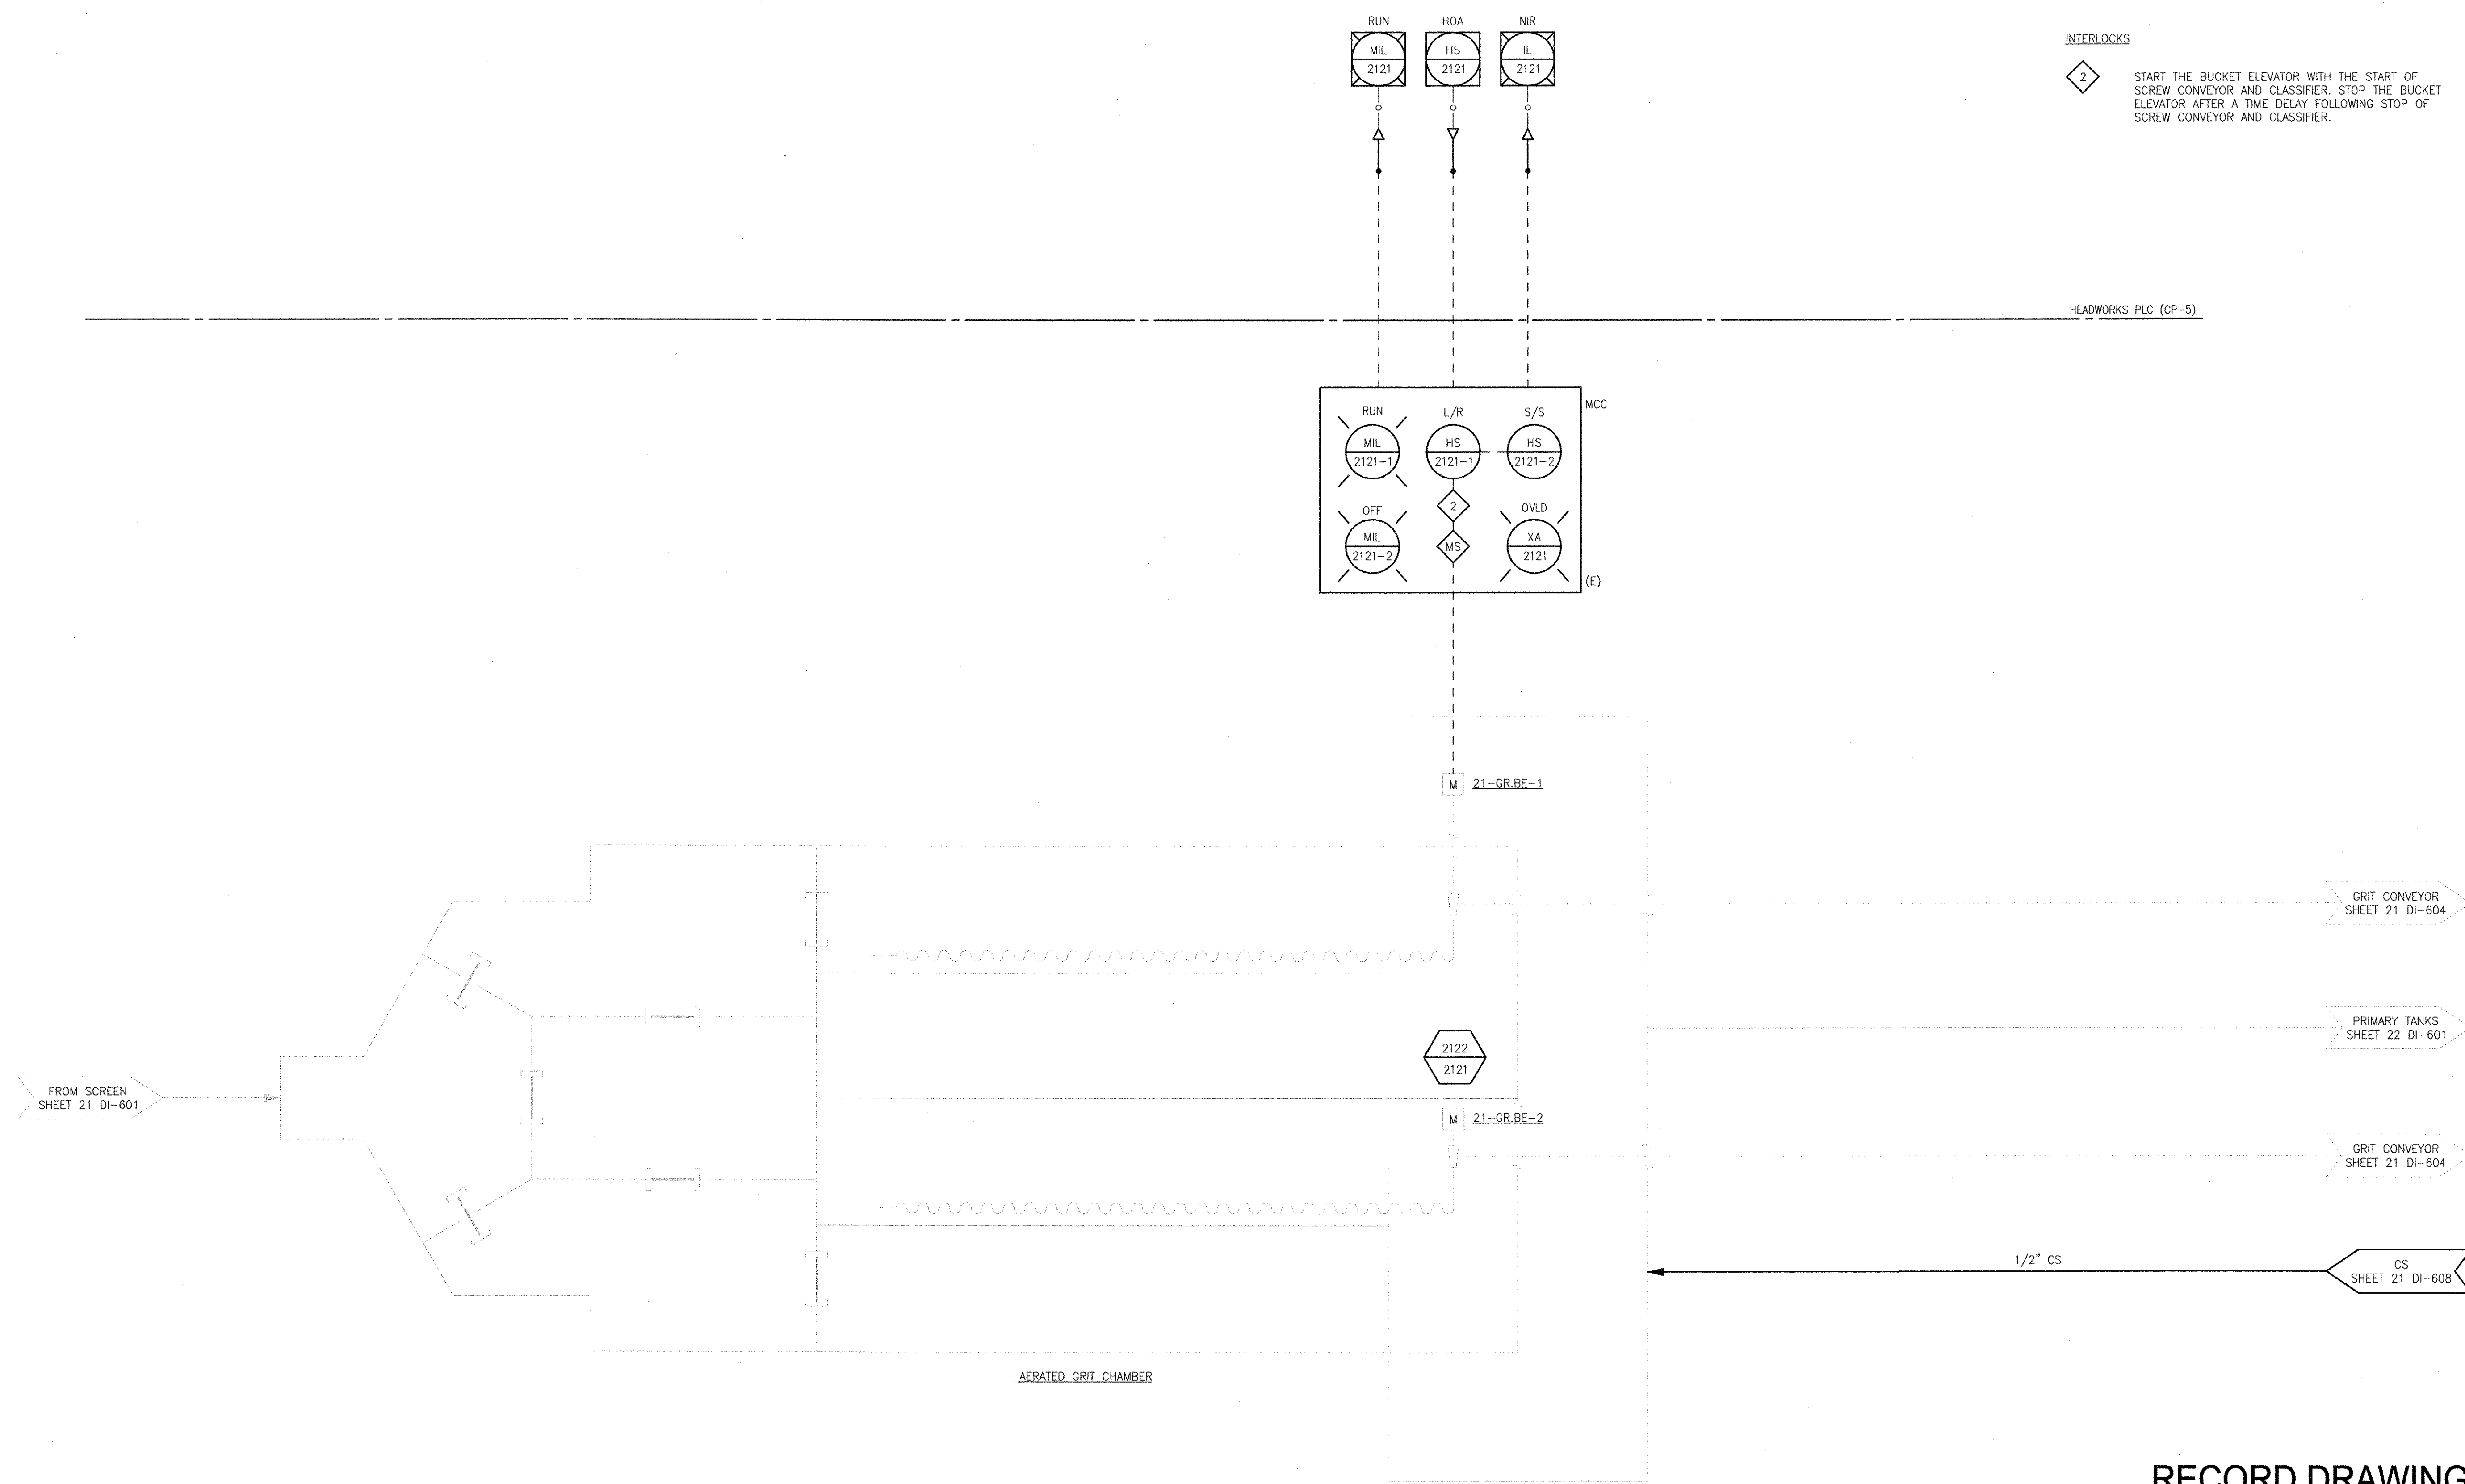 RUN
HOA
NIR
MIL
2121
HS
2121
IL
2121
INTERLOCKS
2
START THE BUCKET ELEVATOR WITH THE START OF
SCREW CONVEYOR AND CLASSIFIER. STOP THE BUCKET
ELEVATOR AFTER A TIME DELAY FOLLOWING STOP OF
SCREW CONVEYOR AND CLASSIFIER.
HEADWORKS PLC (CP-5)
MCC
RUN
L/R
S/S
MIL
2121-1
HS
2121-1
HS
2121-2
2
OFF
OVLD
MIL
2121-2
MS
XA
2121
(E)
M
21-GR.BE-1
GRIT CONVEYOR
SHEET 21 DI-604
PRIMARY TANKS
SHEET 22 DI-601
2122
2121
FROM SCREEN
SHEET 21 DI-601
M
21-GR.BE-2
GRIT CONVEYOR
SHEET 21 DI-604
1/2" CS
CS
SHEET 21 DI-608
AERATED GRIT CHAMBER
RECORD DRAWING